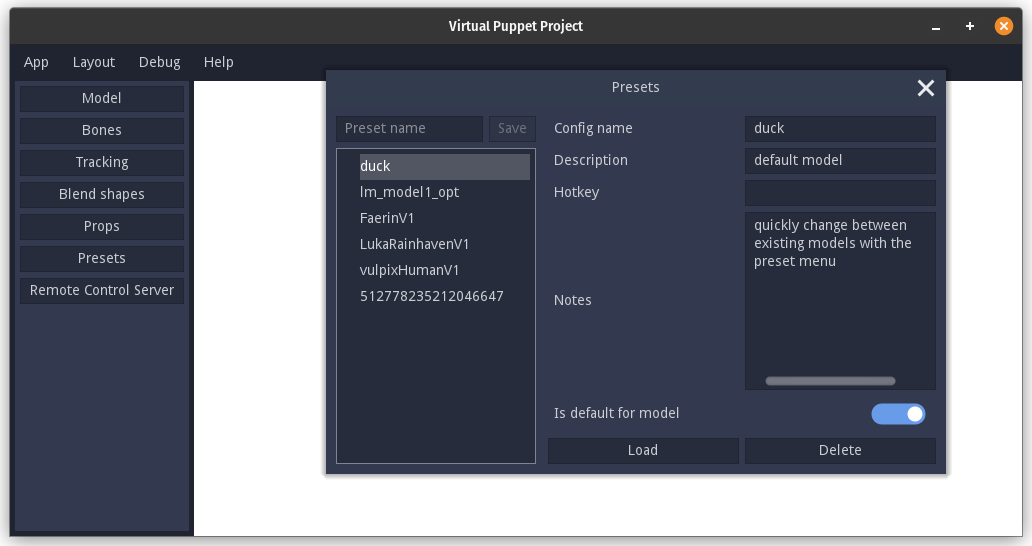 Virtual Puppet Project
App Layout Debug Help
Model
Bones
Tracking
Blend shapes
Props
Presets
Remote Control Server
Presets
Preset name Save
duck
lm_model1_opt
FaerinV1
LukaRainhavenV1
vulpixHumanV1
512778235212046647
Config name duck
Description default model
Hotkey
Notes
quickly change between
existing models with the
preset menu
Is default for model
Load Delete